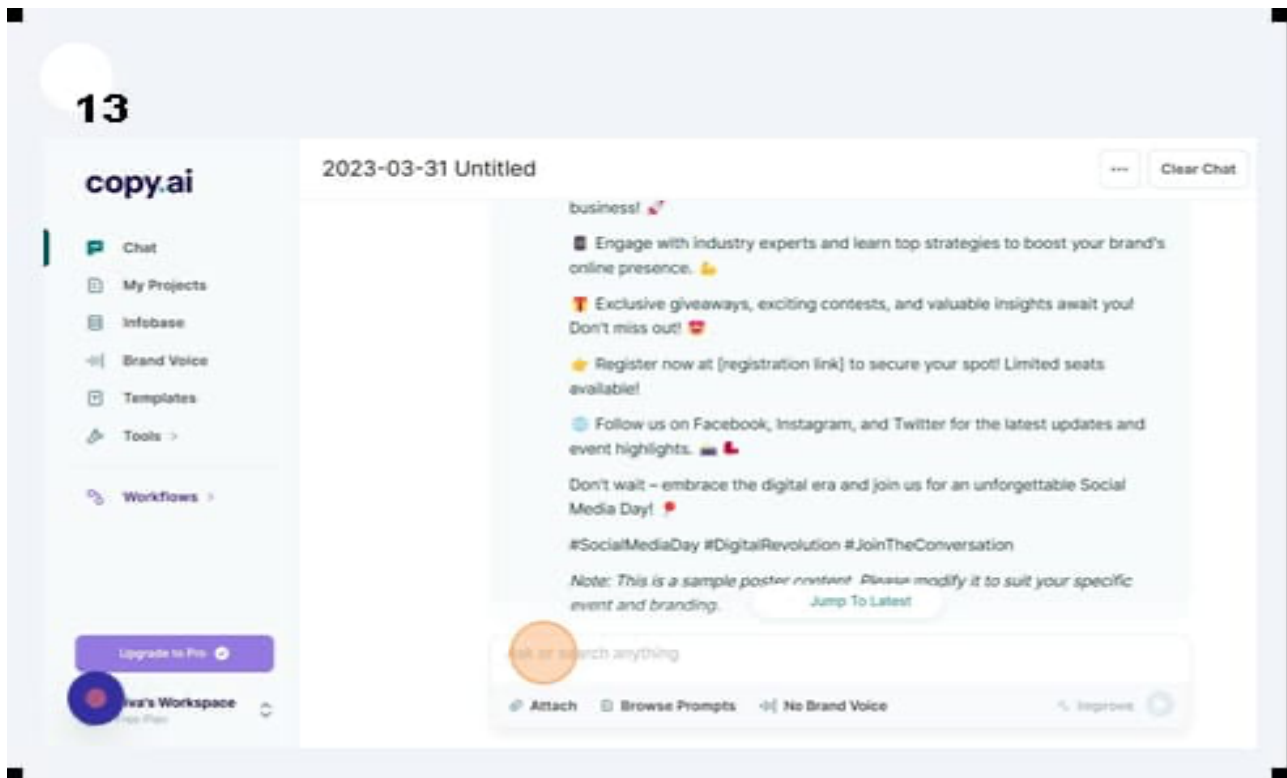 13
copy.ai
Chat
My Projects
Infobase
Brand Voice
Templates
Tools >
Workflows >
Upgrade to Pro
iva's Workspace
Free Plan
2023-03-31 Untitled
... Clear Chat
business! 🚀
Engage with industry experts and learn top strategies to boost your brand's
online presence. 💪
Exclusive giveaways, exciting contests, and valuable insights await you!
Don't miss out!
👉 Register now at [registration link] to secure your spot! Limited seats
available!
🌐 Follow us on Facebook, Instagram, and Twitter for the latest updates and
event highlights.
Don't wait – embrace the digital era and join us for an unforgettable Social
Media Day! 🎈
#SocialMediaDay #DigitalRevolution #JoinTheConversation
Note: This is a sample poster content. Please modify it to suit your specific
event and branding.
Jump To Latest
Ask or search anything
Attach Browse Prompts No Brand Voice Improve